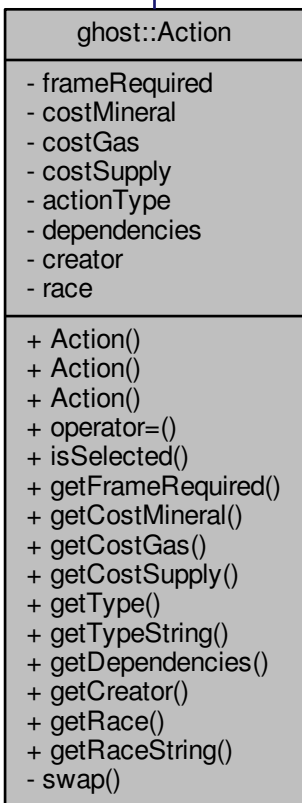 ghost::Action
- frameRequired
- costMineral
- costGas
- costSupply
- actionType
- dependencies
- creator
- race
+ Action()
+ Action()
+ Action()
+ operator=()
+ isSelected()
+ getFrameRequired()
+ getCostMineral()
+ getCostGas()
+ getCostSupply()
+ getType()
+ getTypeString()
+ getDependencies()
+ getCreator()
+ getRace()
+ getRaceString()
- swap()